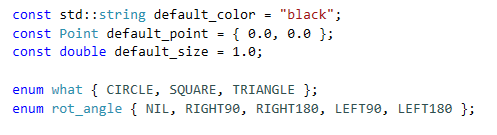 const std::string default_color = "black";
const Point default_point = { 0.0, 0.0 };
const double default_size = 1.0;
enum what { CIRCLE, SQUARE, TRIANGLE };
enum rot_angle { NIL, RIGHT90, RIGHT180, LEFT90, LEFT180 };